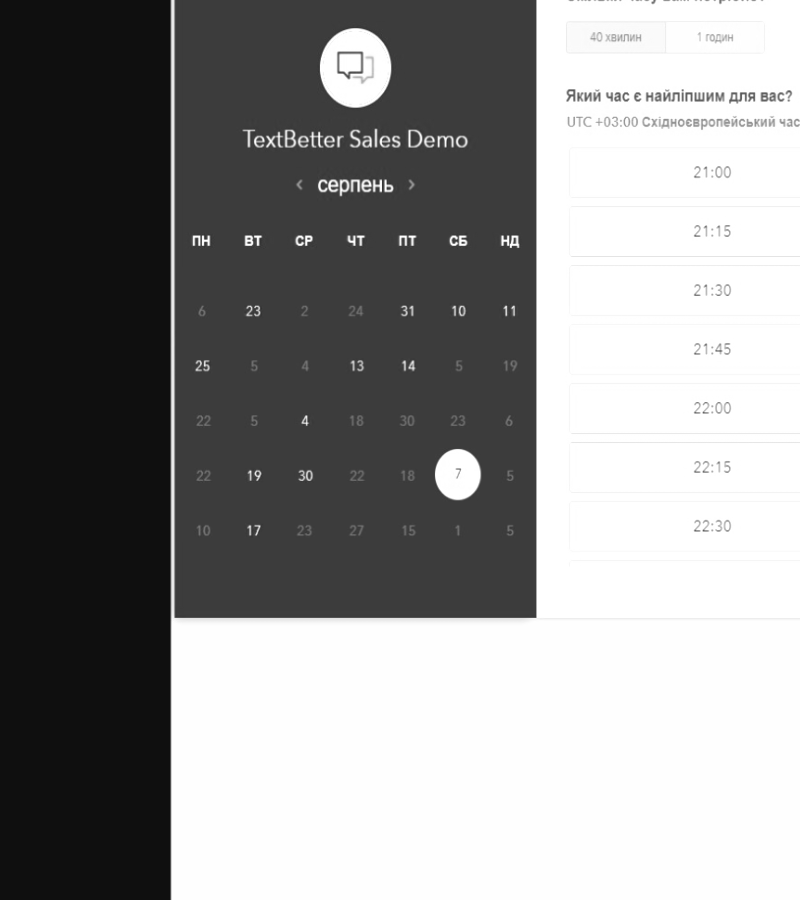 40 хвилин 1 годин
Який час є найліпшим для вас?
UTC +03:00 Східноєвропейський час
TextBetter Sales Demo
‹ серпень ›
ПН ВТ СР ЧТ ПТ СБ НД
6 23 2 24 31 10 11
25 5 4 13 14 5 19
22 5 4 18 30 23 6
22 19 30 22 18 7 5
10 17 23 27 15 1 5
21:00
21:15
21:30
21:45
22:00
22:15
22:30